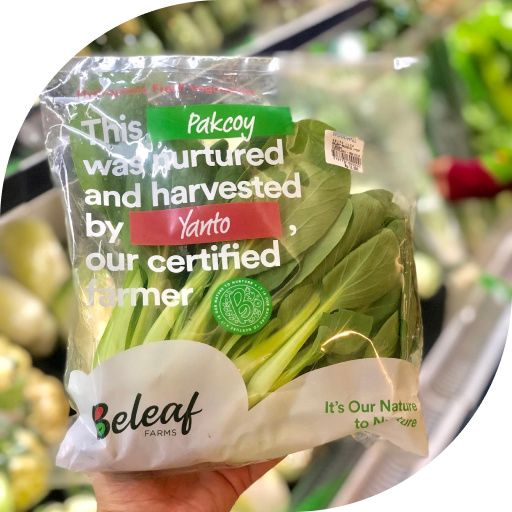 This Pakcoy
was nurtured
and harvested
by Yanto ,
our certified
farmer
Beleaf
FARMS
It's Our Nature
to Nurture